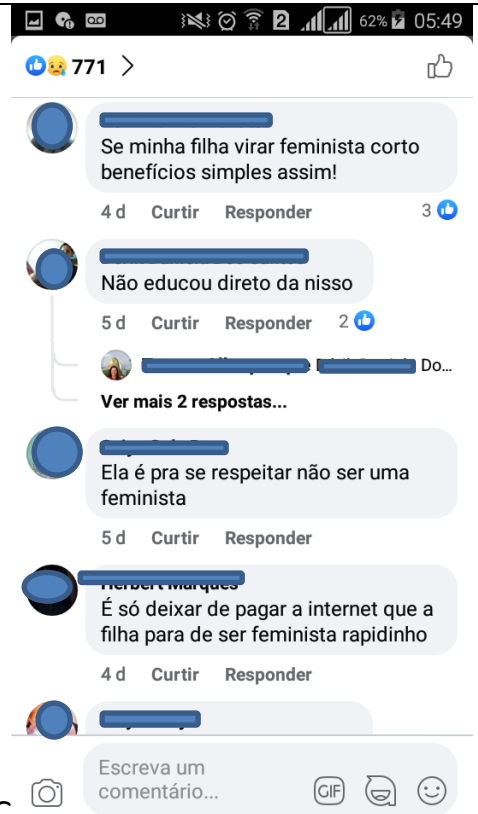 62% 05:49
771
Se minha filha virar feminista corto
benefícios simples assim!
4 d Curtir Responder 3
Não educou direto da nisso
5 d Curtir Responder 2
Do...
Ver mais 2 respostas...
Ela é pra se respeitar não ser uma
feminista
5 d Curtir Responder
É só deixar de pagar a internet que a
filha para de ser feminista rapidinho
4 d Curtir Responder
Escreva um
comentário...
GIF